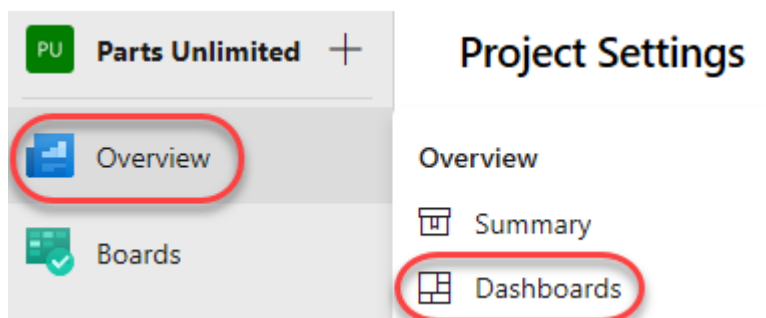 PU Parts Unlimited +
Project Settings
Overview
Boards
Overview
Summary
Dashboards